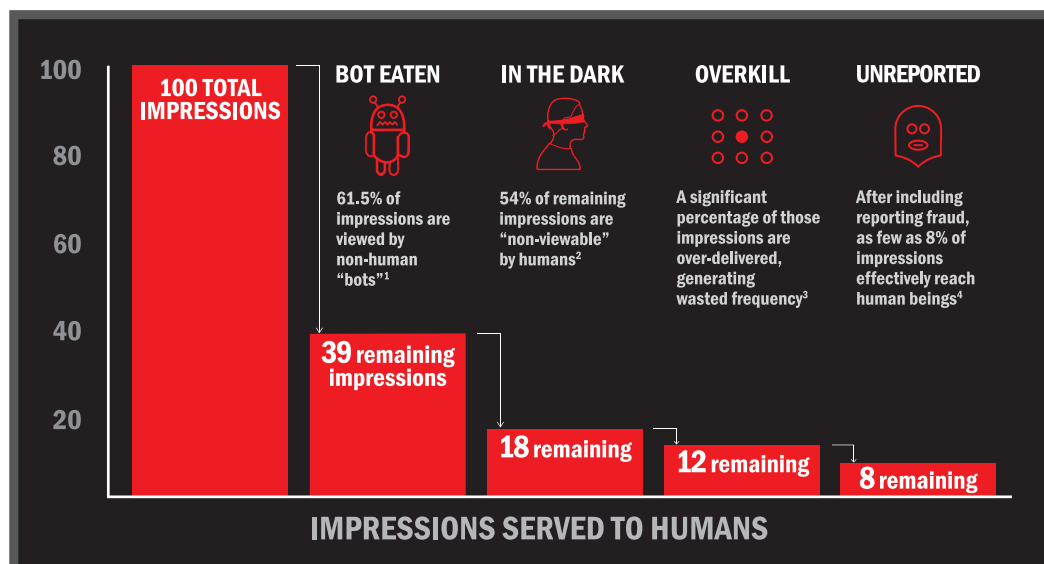 100
80
60
40
20
100 TOTAL
IMPRESSIONS
BOT EATEN
61.5% of
impressions are
viewed by
non-human
“bots”¹
IN THE DARK
54% of remaining
impressions are
“non-viewable”
by humans²
OVERKILL
A significant
percentage of those
impressions are
over-delivered,
generating
wasted frequency³
UNREPORTED
After including
reporting fraud,
as few as 8% of
impressions
effectively reach
human beings⁴
39 remaining
impressions
18 remaining
12 remaining
8 remaining
IMPRESSIONS SERVED TO HUMANS